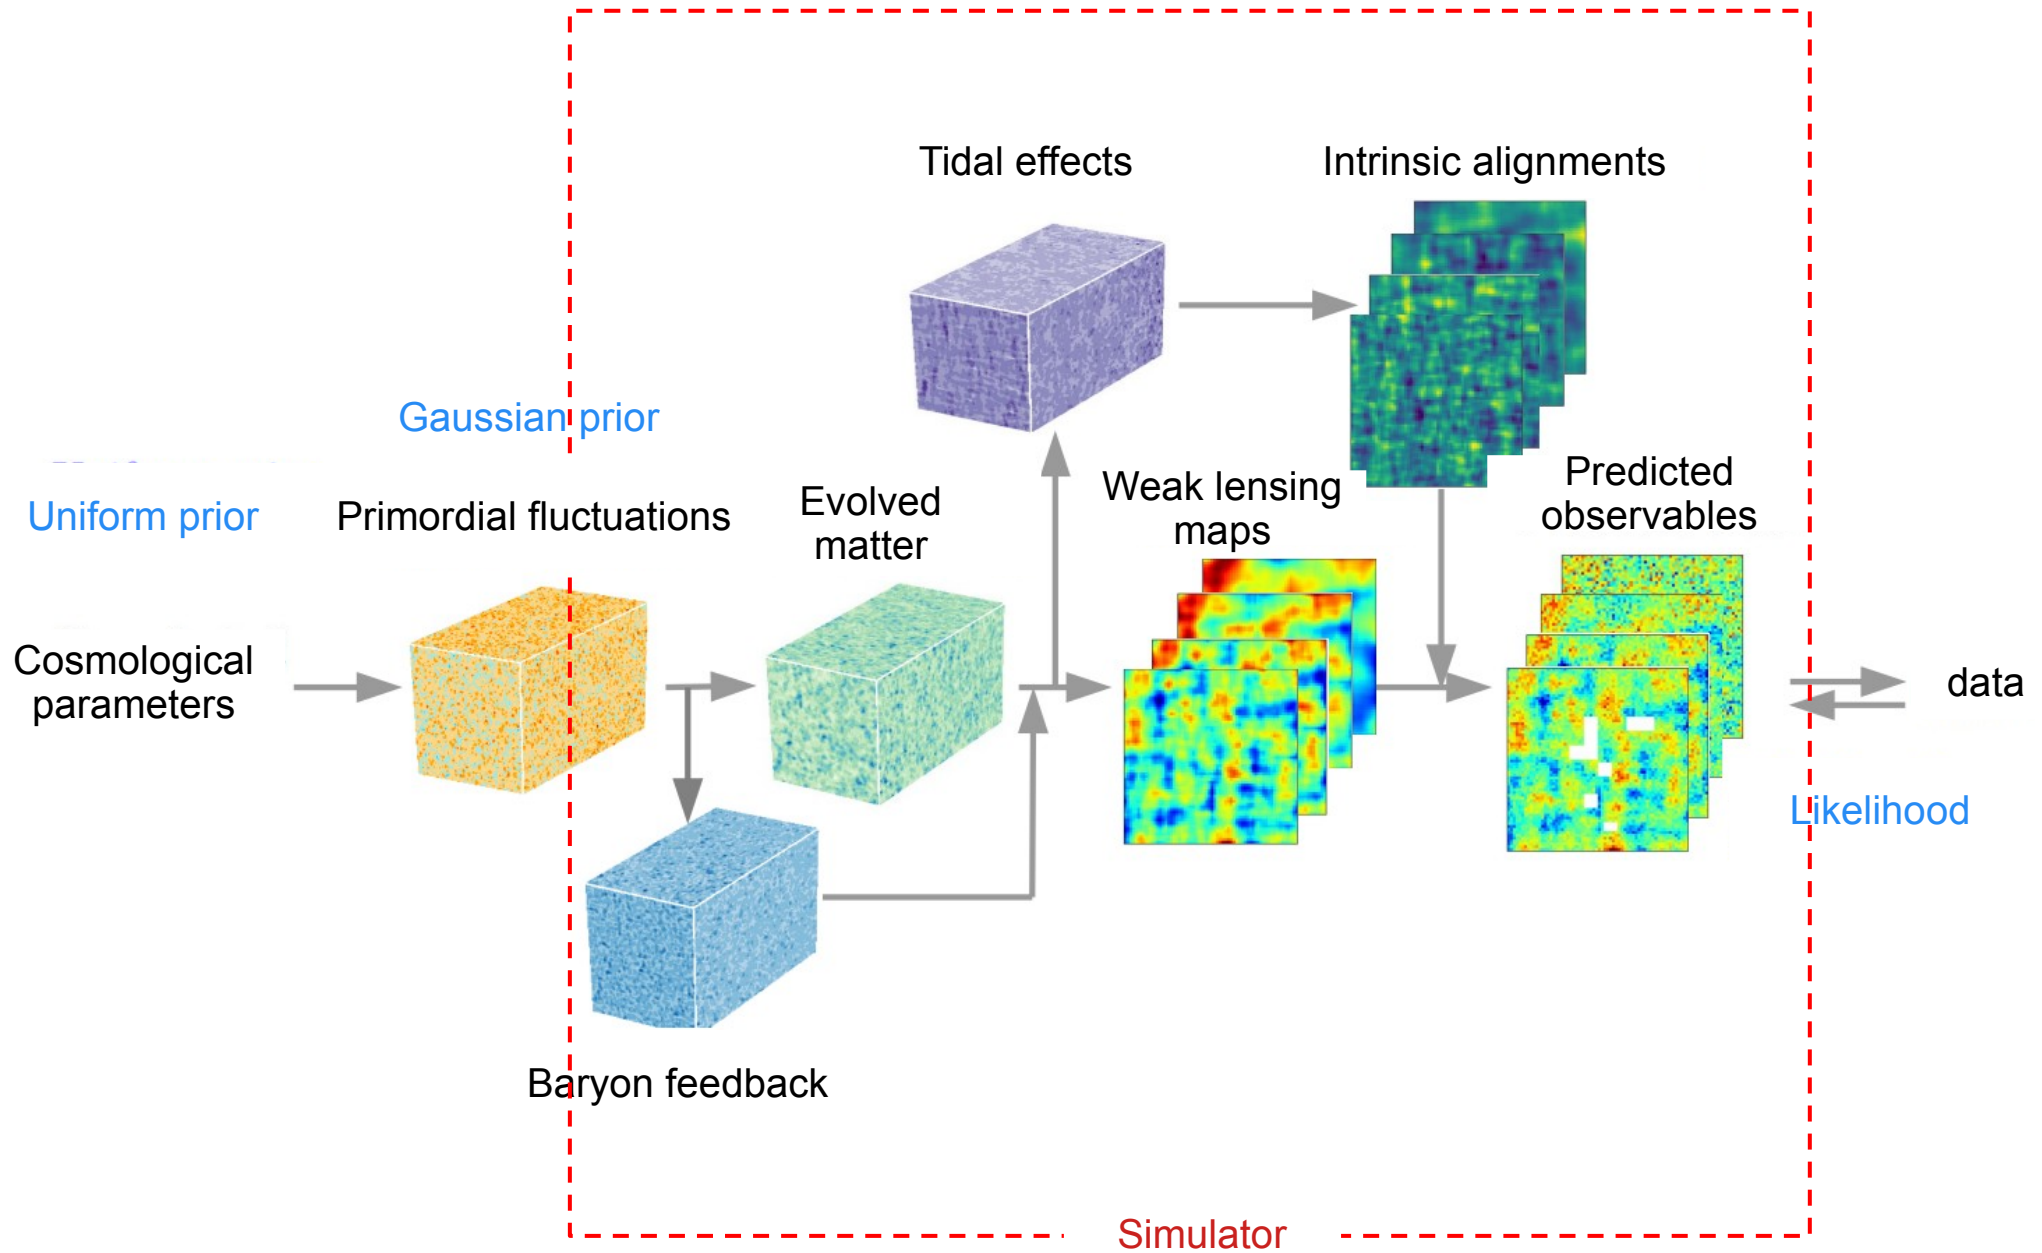 Tidal effects
Intrinsic alignments
Gaussian prior
Uniform prior
Primordial fluctuations
Evolved
matter
Weak lensing
maps
Predicted
observables
Cosmological
parameters
data
Likelihood
Baryon feedback
Simulator